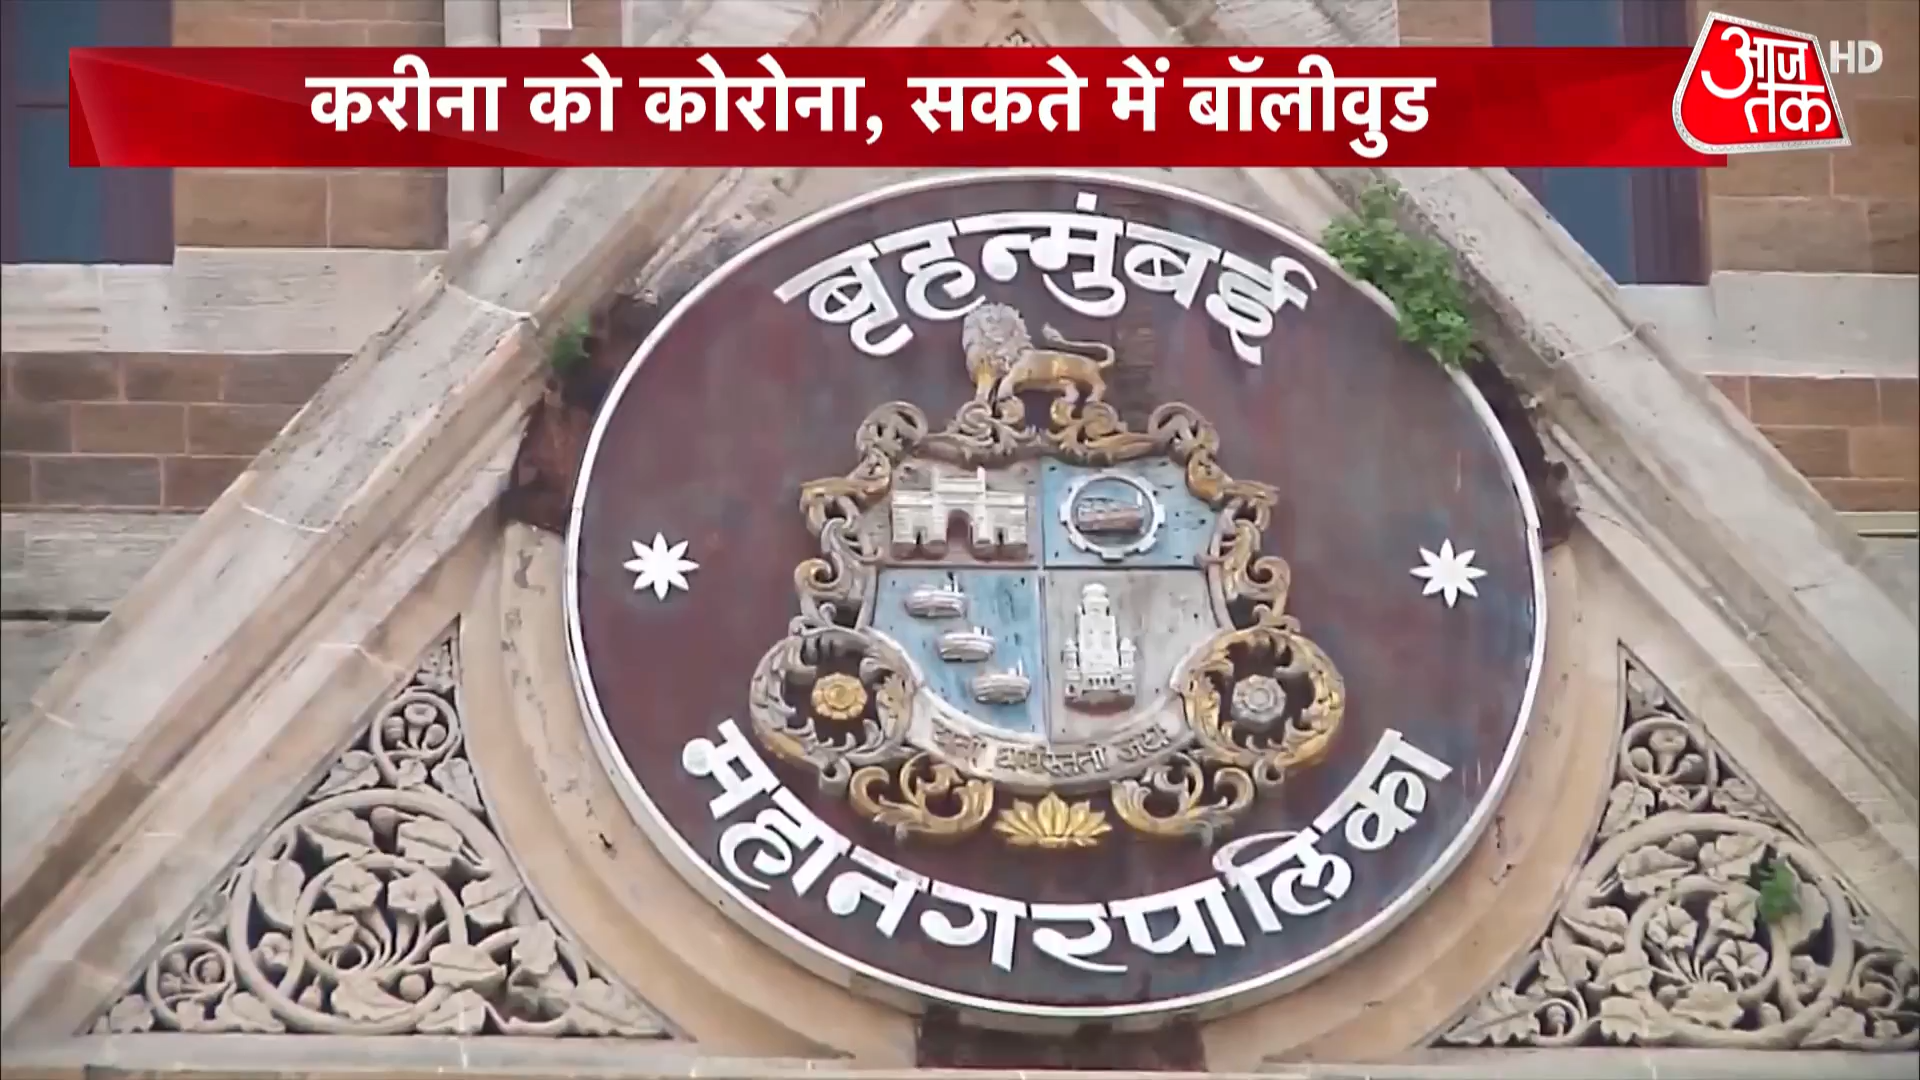 करीना को कोरोना, सकते में बॉलीवुड
आज
तक
HD
बृहन्मुंबई
महानगरपालिका